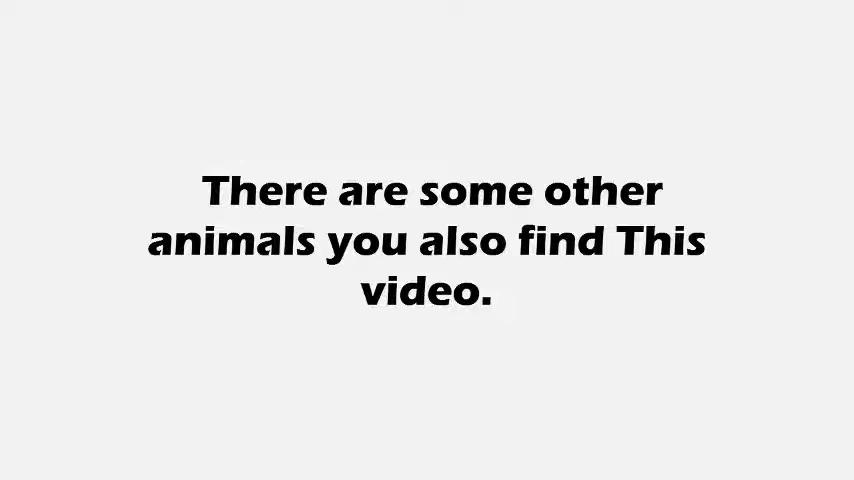 There are some other
animals you also find This
video.